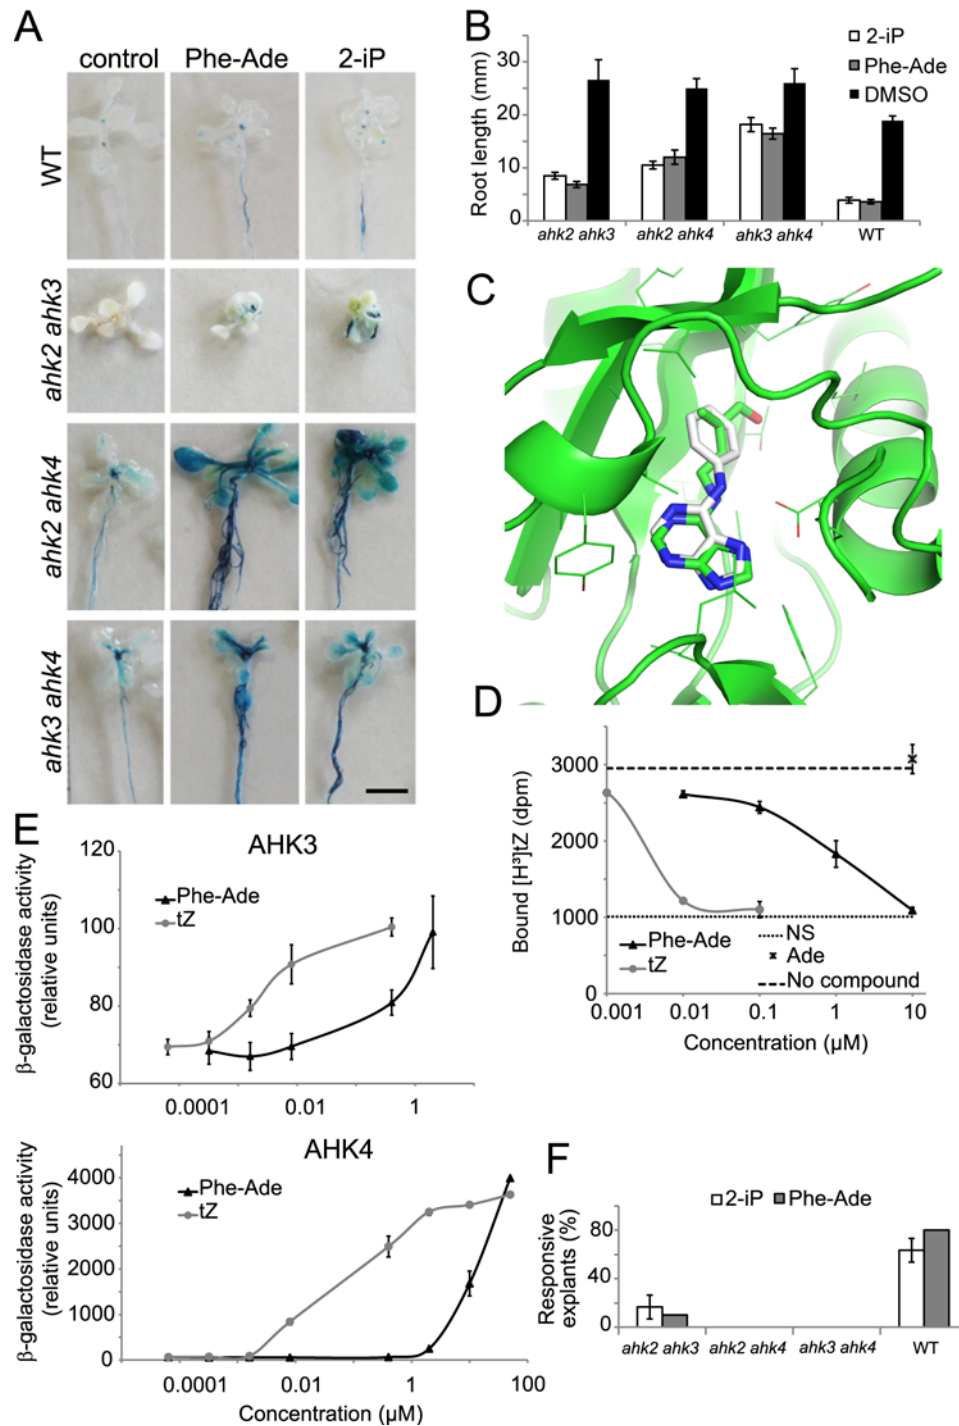 A
control Phe-Ade 2-iP
WT
ahk2 ahk3
ahk2 ahk4
ahk3 ahk4
B
Root length (mm)
30
20
10
0
2-iP
Phe-Ade
DMSO
ahk2 ahk3 ahk2 ahk4 ahk3 ahk4 WT
C
D
Bound [H³]tZ (dpm)
3000
2000
1000
0
Phe-Ade
tZ
NS
Ade
No compound
0.001 0.01 0.1 1 10
Concentration (µM)
E
AHK3
β-galactosidase activity
(relative units)
120
100
80
60
Phe-Ade
tZ
0.0001 0.01 1
AHK4
β-galactosidase activity
(relative units)
4000
3000
2000
1000
0
Phe-Ade
tZ
0.0001 0.01 1 100
Concentration (µM)
F
Responsive
explants (%)
80
40
0
2-iP Phe-Ade
ahk2 ahk3 ahk2 ahk4 ahk3 ahk4 WT